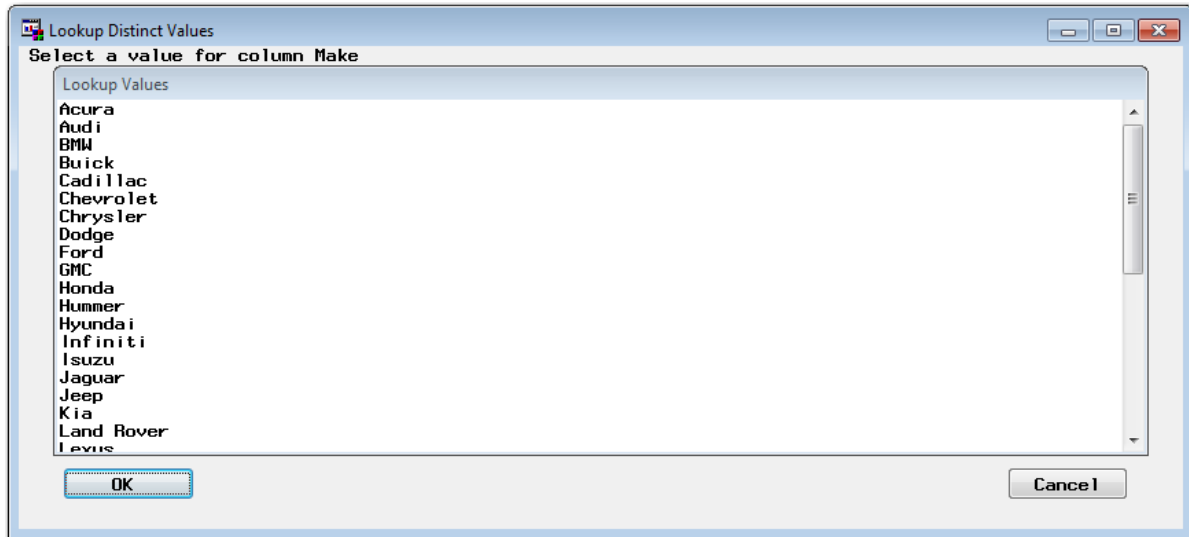 Lookup Distinct Values
Select a value for column Make
Lookup Values
Acura
Audi
BMW
Buick
Cadillac
Chevrolet
Chrysler
Dodge
Ford
GMC
Honda
Hummer
Hyundai
Infiniti
Isuzu
Jaguar
Jeep
Kia
Land Rover
Lexus
OK Cancel